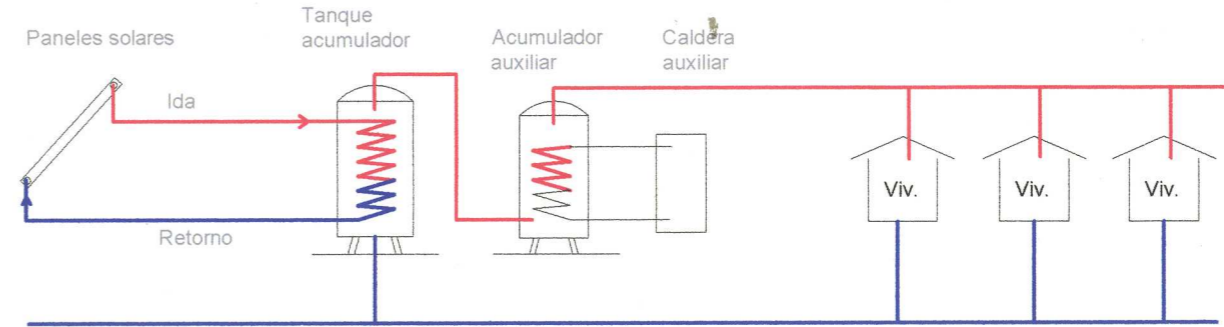 Paneles solares
Tanque
acumulador
Acumulador
auxiliar
Caldera
auxiliar
Ida
Retorno
Viv.
Viv.
Viv.